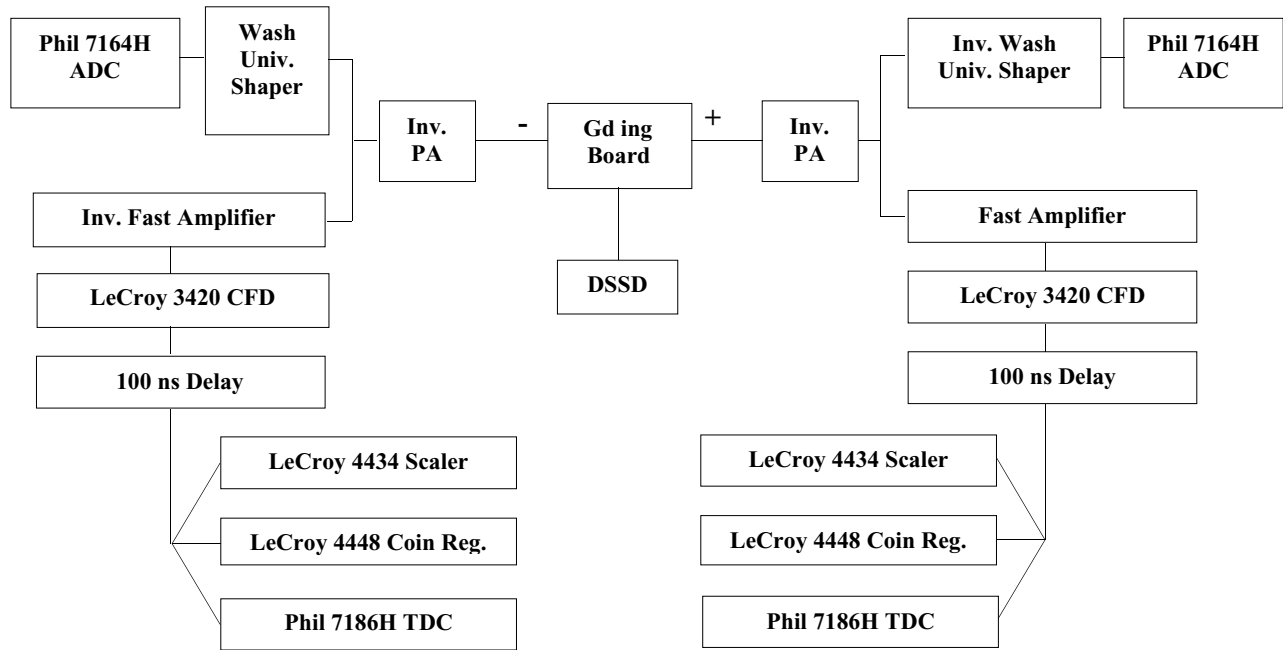 Phil 7164H
ADC
Wash
Univ.
Shaper
Inv.
PA
-
Gd ing
Board
+
Inv.
PA
Inv. Wash
Univ. Shaper
Phil 7164H
ADC
Inv. Fast Amplifier
LeCroy 3420 CFD
100 ns Delay
LeCroy 4434 Scaler
LeCroy 4448 Coin Reg.
Phil 7186H TDC
DSSD
Fast Amplifier
LeCroy 3420 CFD
100 ns Delay
LeCroy 4434 Scaler
LeCroy 4448 Coin Reg.
Phil 7186H TDC